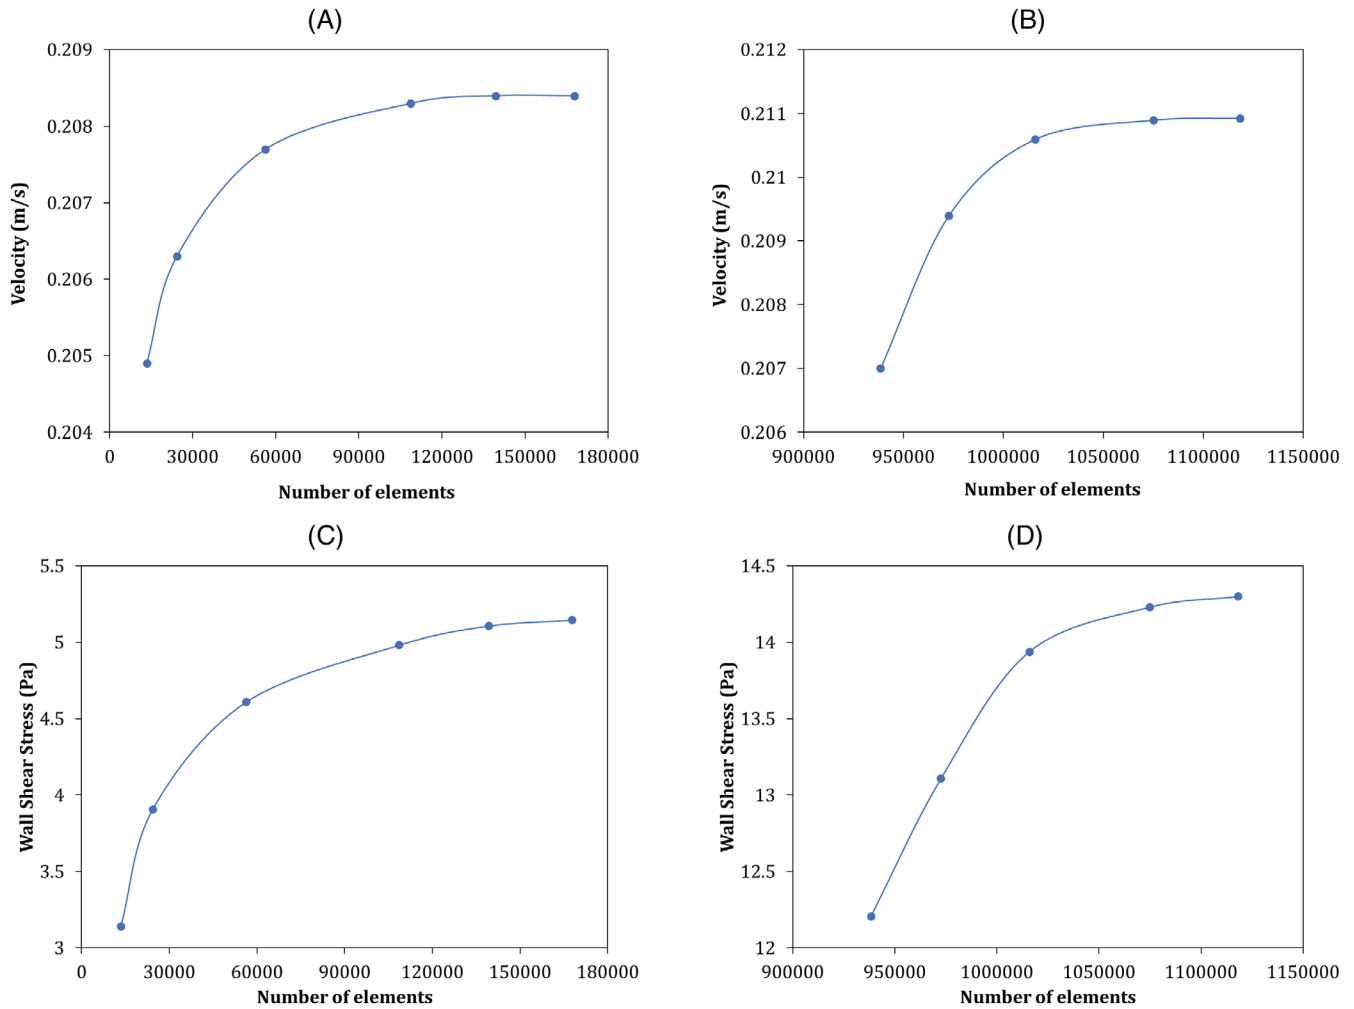 (A)
0.209
0.208
0.207
0.206
0.205
0.204
Velocity (m/s)
0 30000 60000 90000 120000 150000 180000
Number of elements
(B)
0.212
0.211
0.21
0.209
0.208
0.207
0.206
Velocity (m/s)
900000 950000 1000000 1050000 1100000 1150000
Number of elements
(C)
5.5
5
4.5
4
3.5
3
Wall Shear Stress (Pa)
0 30000 60000 90000 120000 150000 180000
Number of elements
(D)
14.5
14
13.5
13
12.5
12
Wall Shear Stress (Pa)
900000 950000 1000000 1050000 1100000 1150000
Number of elements